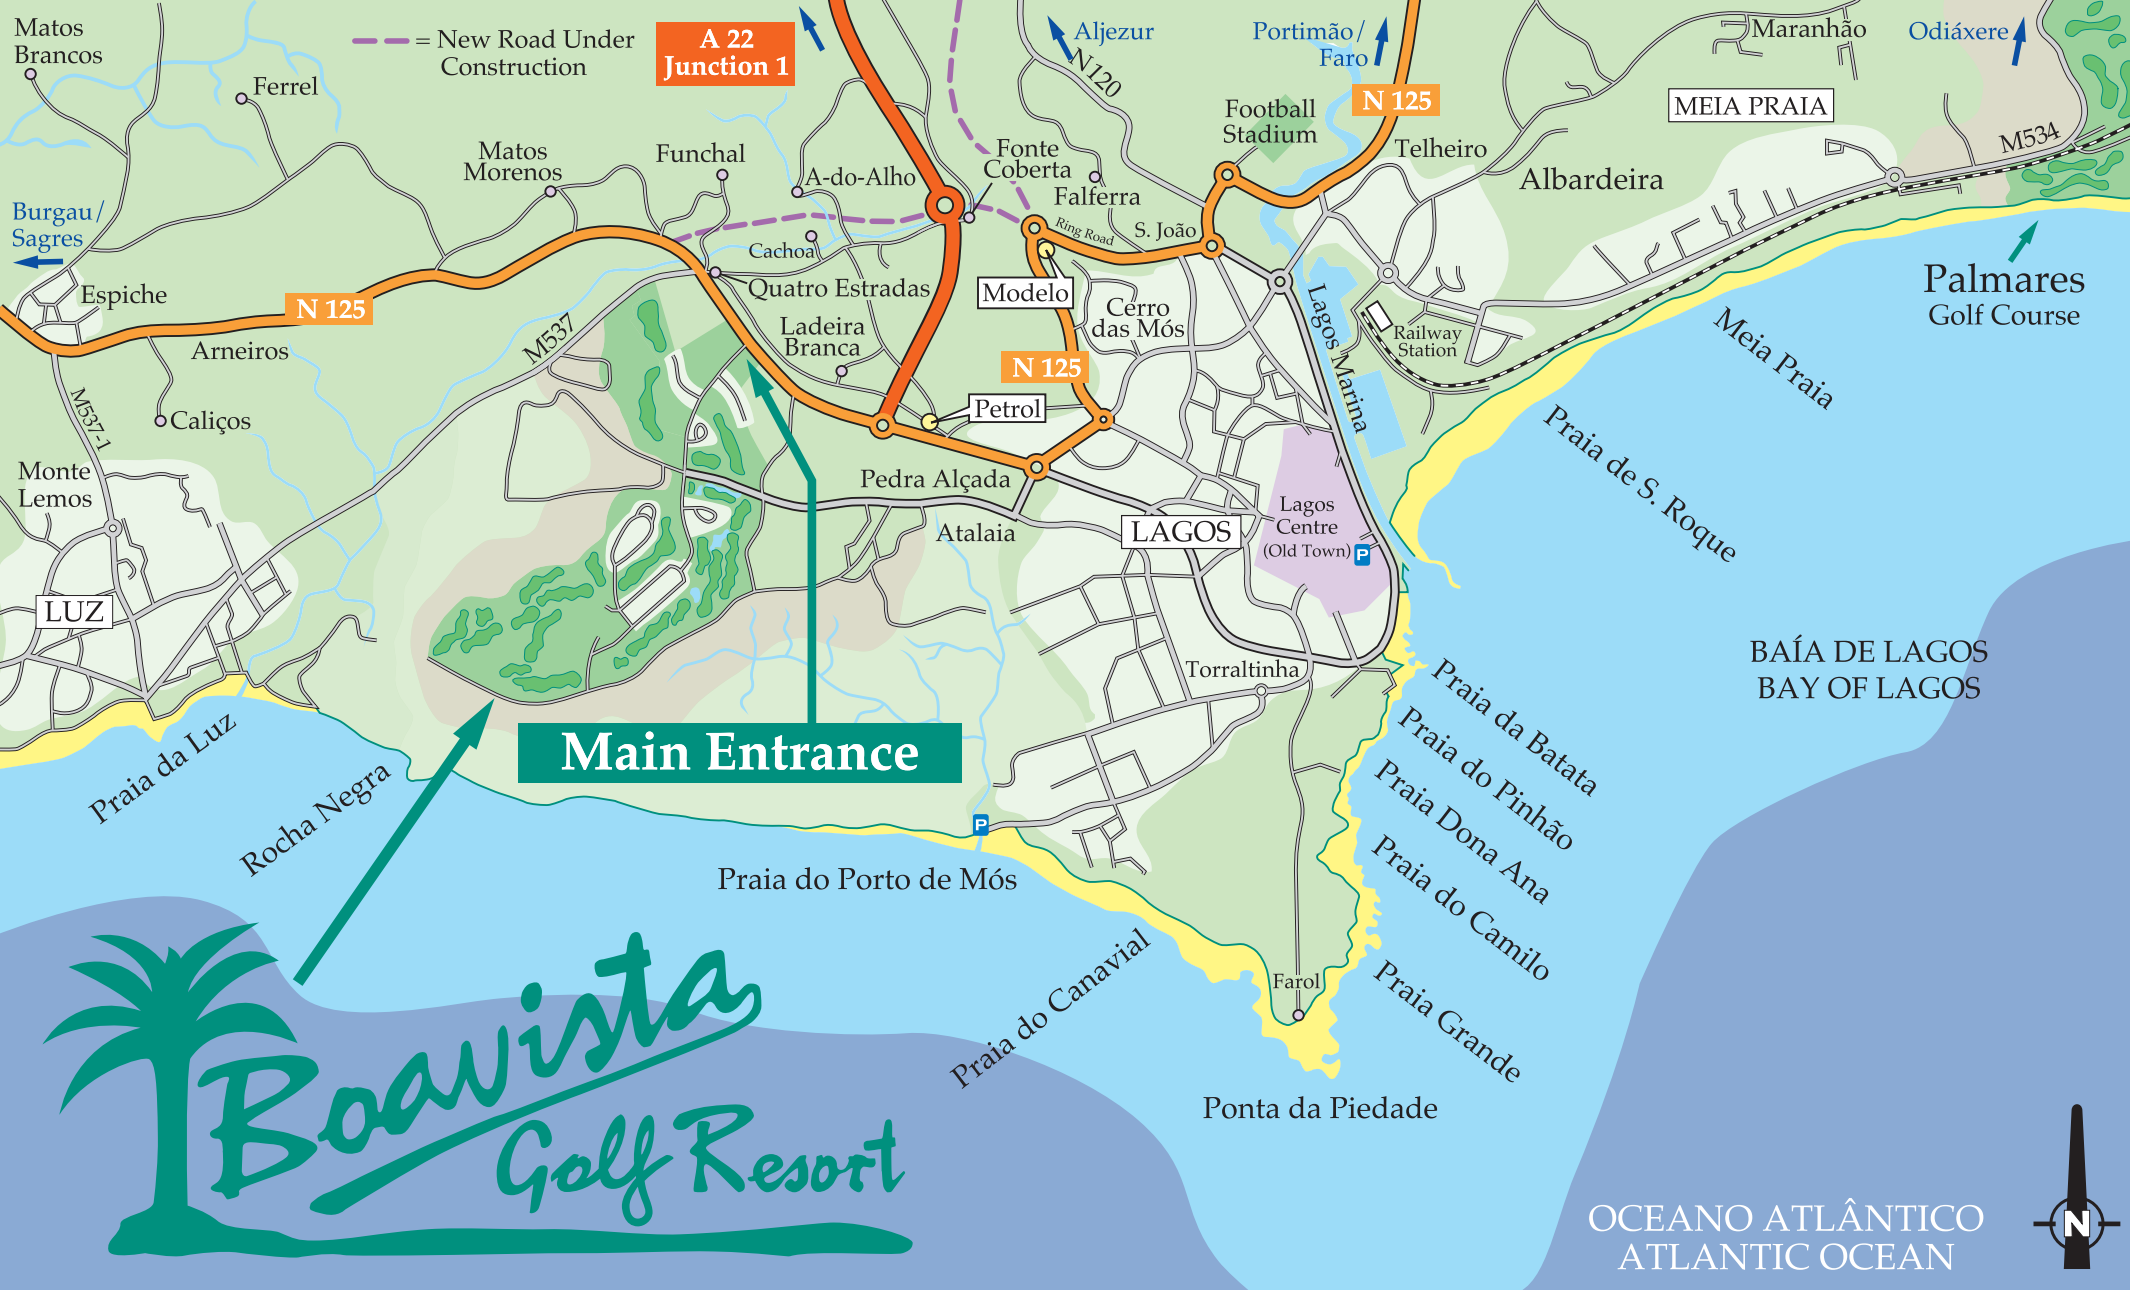 Matos
Brancos
Ferrel
= New Road Under
Construction
A 22
Junction 1
Aljezur
N120
Portimão/
Faro
N 125
Maranhão
Odiáxere
MEIA PRAIA
M534
Football
Stadium
Telheiro
Albardeira
Matos
Morenos
Funchal
A-do-Alho
Fonte
Coberta
Falferra
Ring Road
S. João
Burgau/
Sagres
Espiche
N 125
Arneiros
Cachoa
Quatro Estradas
Modelo
Cerro
das Mós
Lagos Marina
Railway
Station
Palmares
Golf Course
Meia Praia
M537
Ladeira
Branca
N 125
Petrol
M537-1
Caliços
Praia de S. Roque
Monte
Lemos
Pedra Alçada
Atalaia
LAGOS
Lagos
Centre
(Old Town)
P
LUZ
Torraltinha
BAÍA DE LAGOS
BAY OF LAGOS
Praia da Luz
Rocha Negra
Main Entrance
Praia da Batata
Praia do Pinhão
Praia Dona Ana
Praia do Camilo
Praia Grande
P
Praia do Porto de Mós
Praia do Canavial
Farol
Ponta da Piedade
Boavista
Golf Resort
OCEANO ATLÂNTICO
ATLANTIC OCEAN
N